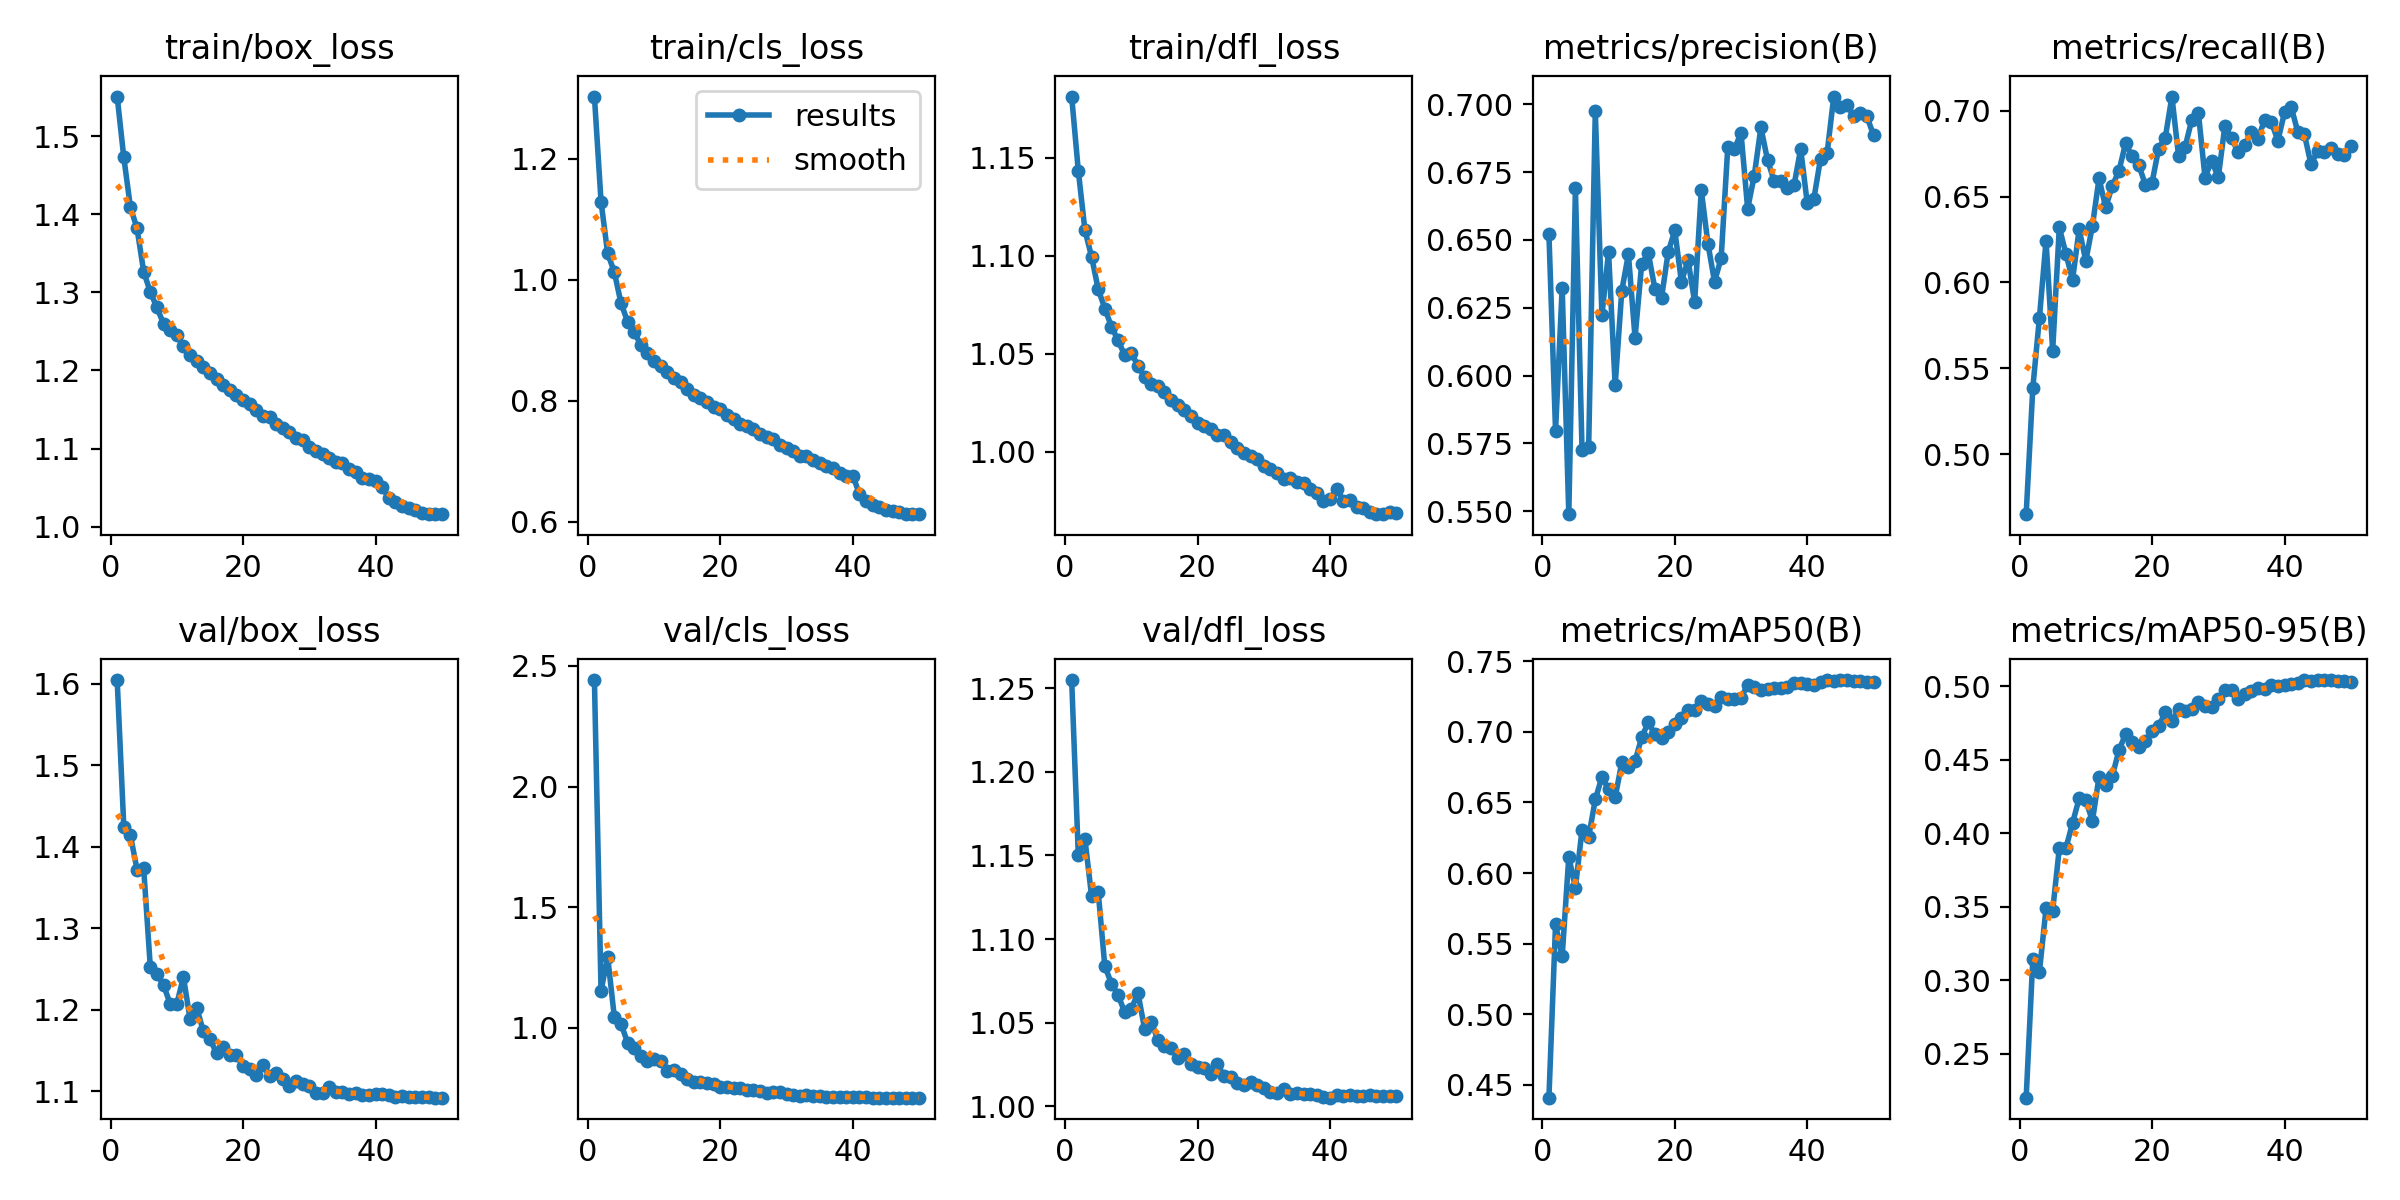 train/box_loss
1.5
1.4
1.3
1.2
1.1
1.0
0 20 40
train/cls_loss
results
smooth
1.2
1.0
0.8
0.6
0 20 40
train/dfl_loss
1.15
1.10
1.05
1.00
0 20 40
metrics/precision(B)
0.700
0.675
0.650
0.625
0.600
0.575
0.550
0 20 40
metrics/recall(B)
0.70
0.65
0.60
0.55
0.50
0 20 40
val/box_loss
1.6
1.5
1.4
1.3
1.2
1.1
0 20 40
val/cls_loss
2.5
2.0
1.5
1.0
0 20 40
val/dfl_loss
1.25
1.20
1.15
1.10
1.05
1.00
0 20 40
metrics/mAP50(B)
0.75
0.70
0.65
0.60
0.55
0.50
0.45
0 20 40
metrics/mAP50-95(B)
0.50
0.45
0.40
0.35
0.30
0.25
0 20 40